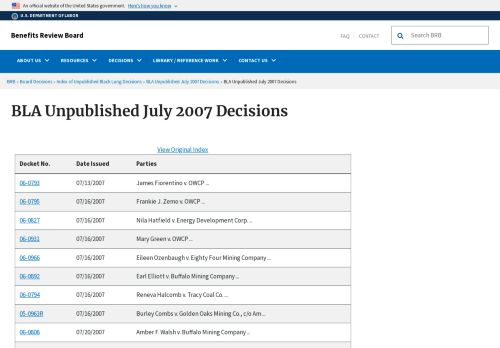 An official website of the United States government. Here's how you know
U.S. DEPARTMENT OF LABOR
Benefits Review Board
FAQ CONTACT
Search BRB
ABOUT US RESOURCES DECISIONS LIBRARY / REFERENCE WORK CONTACT US
BRB › Board Decisions › Index of Unpublished Black Lung Decisions › BLA Unpublished July 2007 Decisions › BLA Unpublished July 2007 Decisions
BLA Unpublished July 2007 Decisions
View Original Index
Docket No. Date Issued Parties
06-0793 07/13/2007 James Fiorentino v. OWCP ...
06-0795 07/16/2007 Frankie J. Zemo v. OWCP ...
06-0827 07/16/2007 Nila Hatfield v. Energy Development Corp. ...
06-0931 07/16/2007 Mary Green v. OWCP ...
06-0966 07/16/2007 Eileen Ozenbaugh v. Eighty Four Mining Company ...
06-0892 07/16/2007 Earl Elliott v. Buffalo Mining Company ...
06-0794 07/16/2007 Reneva Halcomb v. Tracy Coal Co. ...
05-0963R 07/16/2007 Burley Combs v. Golden Oaks Mining Co., c/o Am ...
06-0808 07/20/2007 Amber F. Walsh v. Buffalo Mining Company ...